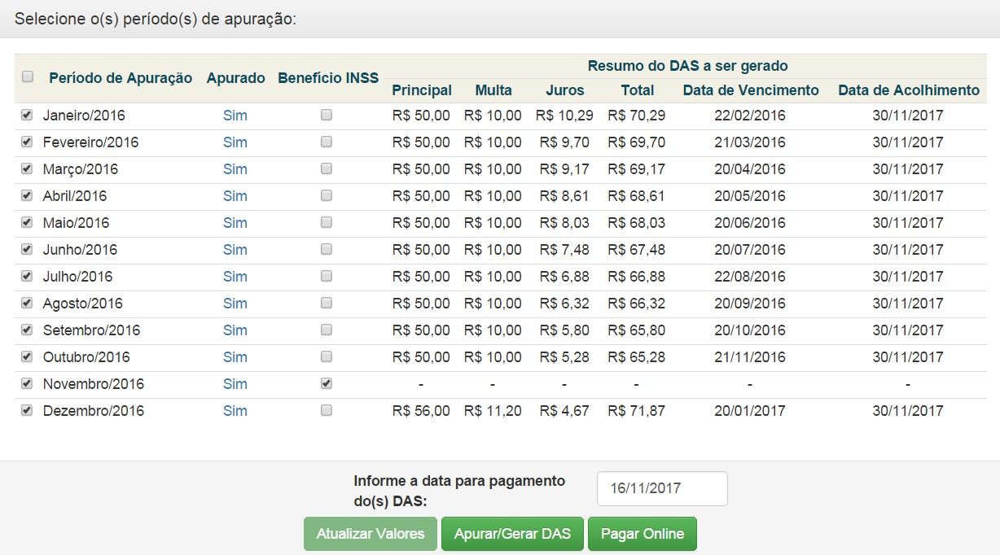 Selecione o(s) período(s) de apuração:
Resumo do DAS a ser gerado
Período de Apuração Apurado Benefício INSS
Principal Multa Juros Total Data de Vencimento Data de Acolhimento
Janeiro/2016 Sim R$ 50,00 R$ 10,00 R$ 10,29 R$ 70,29 22/02/2016 30/11/2017
Fevereiro/2016 Sim R$ 50,00 R$ 10,00 R$ 9,70 R$ 69,70 21/03/2016 30/11/2017
Março/2016 Sim R$ 50,00 R$ 10,00 R$ 9,17 R$ 69,17 20/04/2016 30/11/2017
Abril/2016 Sim R$ 50,00 R$ 10,00 R$ 8,61 R$ 68,61 20/05/2016 30/11/2017
Maio/2016 Sim R$ 50,00 R$ 10,00 R$ 8,03 R$ 68,03 20/06/2016 30/11/2017
Junho/2016 Sim R$ 50,00 R$ 10,00 R$ 7,48 R$ 67,48 20/07/2016 30/11/2017
Julho/2016 Sim R$ 50,00 R$ 10,00 R$ 6,88 R$ 66,88 22/08/2016 30/11/2017
Agosto/2016 Sim R$ 50,00 R$ 10,00 R$ 6,32 R$ 66,32 20/09/2016 30/11/2017
Setembro/2016 Sim R$ 50,00 R$ 10,00 R$ 5,80 R$ 65,80 20/10/2016 30/11/2017
Outubro/2016 Sim R$ 50,00 R$ 10,00 R$ 5,28 R$ 65,28 21/11/2016 30/11/2017
Novembro/2016 Sim - - - - - -
Dezembro/2016 Sim R$ 56,00 R$ 11,20 R$ 4,67 R$ 71,87 20/01/2017 30/11/2017
Informe a data para pagamento
do(s) DAS:
16/11/2017
Atualizar Valores Apurar/Gerar DAS Pagar Online